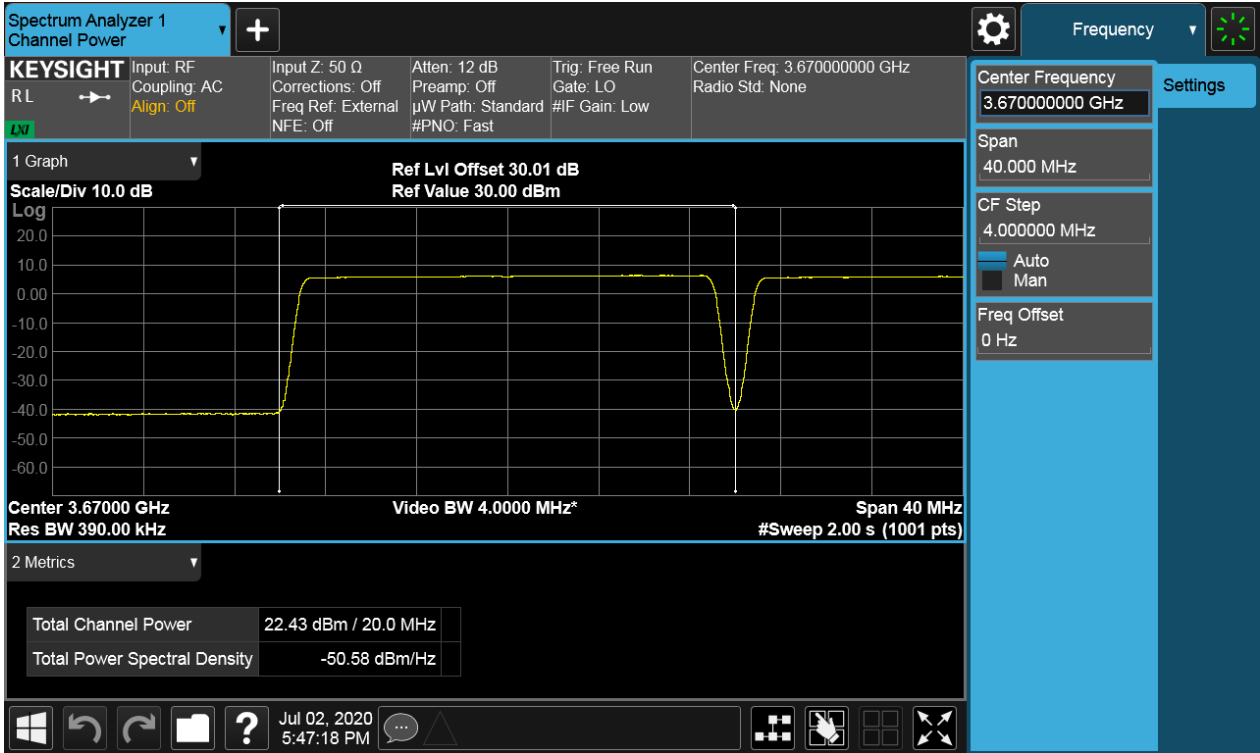 Spectrum Analyzer 1
Channel Power
Frequency
KEYSIGHT
RL
LXI
Input: RF
Coupling: AC
Align: Off
Input Z: 50 Ω
Corrections: Off
Freq Ref: External
NFE: Off
Atten: 12 dB
Preamp: Off
µW Path: Standard
#PNO: Fast
Trig: Free Run
Gate: LO
#IF Gain: Low
Center Freq: 3.670000000 GHz
Radio Std: None
Center Frequency
3.670000000 GHz
Settings
Span
40.000 MHz
CF Step
4.000000 MHz
Auto
Man
Freq Offset
0 Hz
1 Graph
Ref Lvl Offset 30.01 dB
Scale/Div 10.0 dB
Ref Value 30.00 dBm
Log
20.0
10.0
0.00
-10.0
-20.0
-30.0
-40.0
-50.0
-60.0
Center 3.67000 GHz
Video BW 4.0000 MHz*
Span 40 MHz
Res BW 390.00 kHz
#Sweep 2.00 s (1001 pts)
2 Metrics
Total Channel Power 22.43 dBm / 20.0 MHz
Total Power Spectral Density -50.58 dBm/Hz
?
Jul 02, 2020
5:47:18 PM